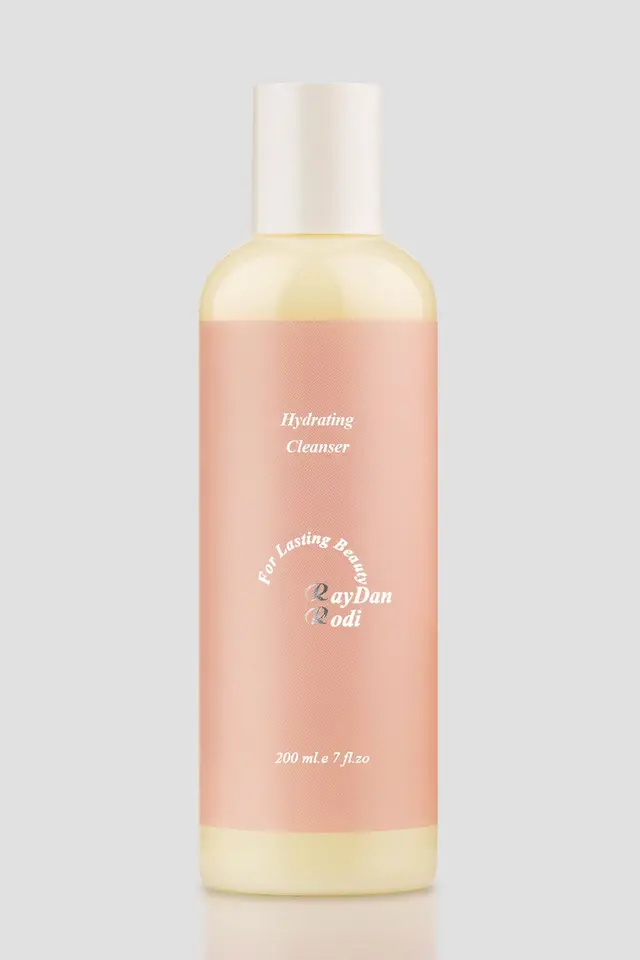 Hydrating
Cleanser
For Lasting Beauty
RayDan
Rodi
200 ml.e 7 fl.zo